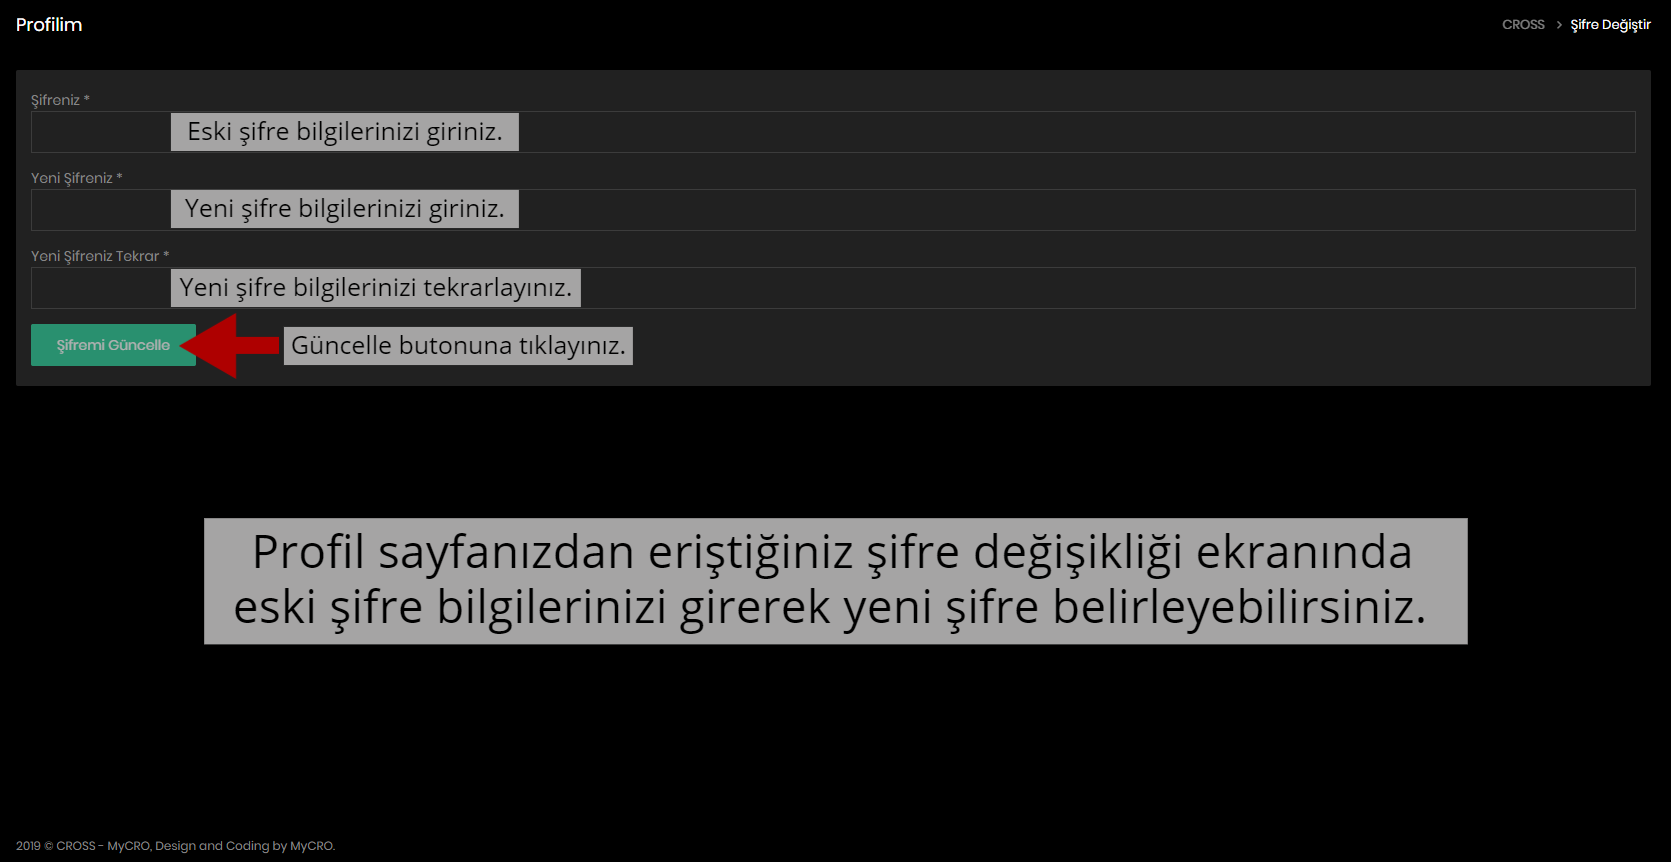 Profilim
CROSS > Şifre Değiştir
Şifreniz *
Eski şifre bilgilerinizi giriniz.
Yeni Şifreniz *
Yeni şifre bilgilerinizi giriniz.
Yeni Şifreniz Tekrar *
Yeni şifre bilgilerinizi tekrarlayınız.
Şifremi Güncelle
Güncelle butonuna tıklayınız.
Profil sayfanızdan eriştiğiniz şifre değişikliği ekranında
eski şifre bilgilerinizi girerek yeni şifre belirleyebilirsiniz.
2019 © CROSS - MyCRO, Design and Coding by MyCRO.